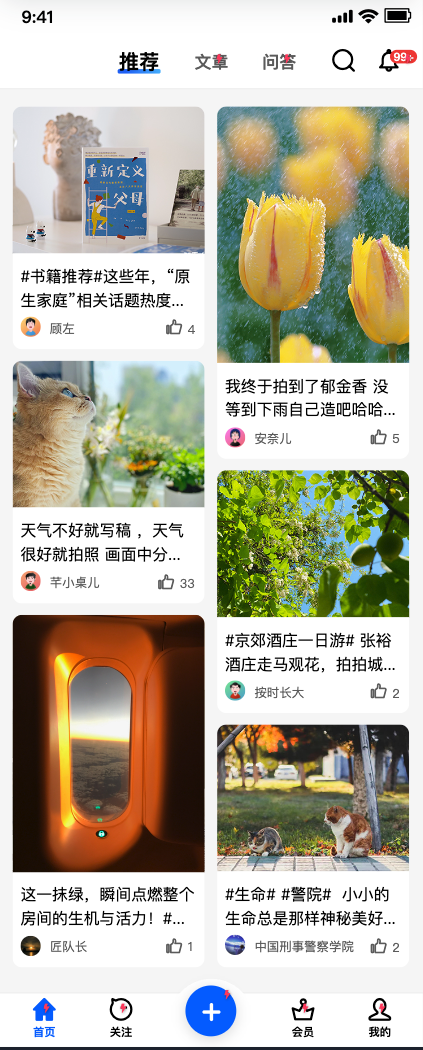 9:41
推荐
文章
问答
99+
重新定义
父母
#书籍推荐#这些年，“原
生家庭”相关话题热度...
顾左
4
我终于拍到了郁金香 没
等到下雨自己造吧哈哈...
安奈儿
5
天气不好就写稿 ，天气
很好就拍照 画面中分...
芊小桌儿
33
#京郊酒庄一日游# 张裕
酒庄走马观花，拍拍城...
按时长大
2
这一抹绿，瞬间点燃整个
房间的生机与活力！#...
匠队长
1
#生命# #警院#  小小的
生命总是那样神秘美好...
中国刑事警察学院
2
首页
关注
会员
我的